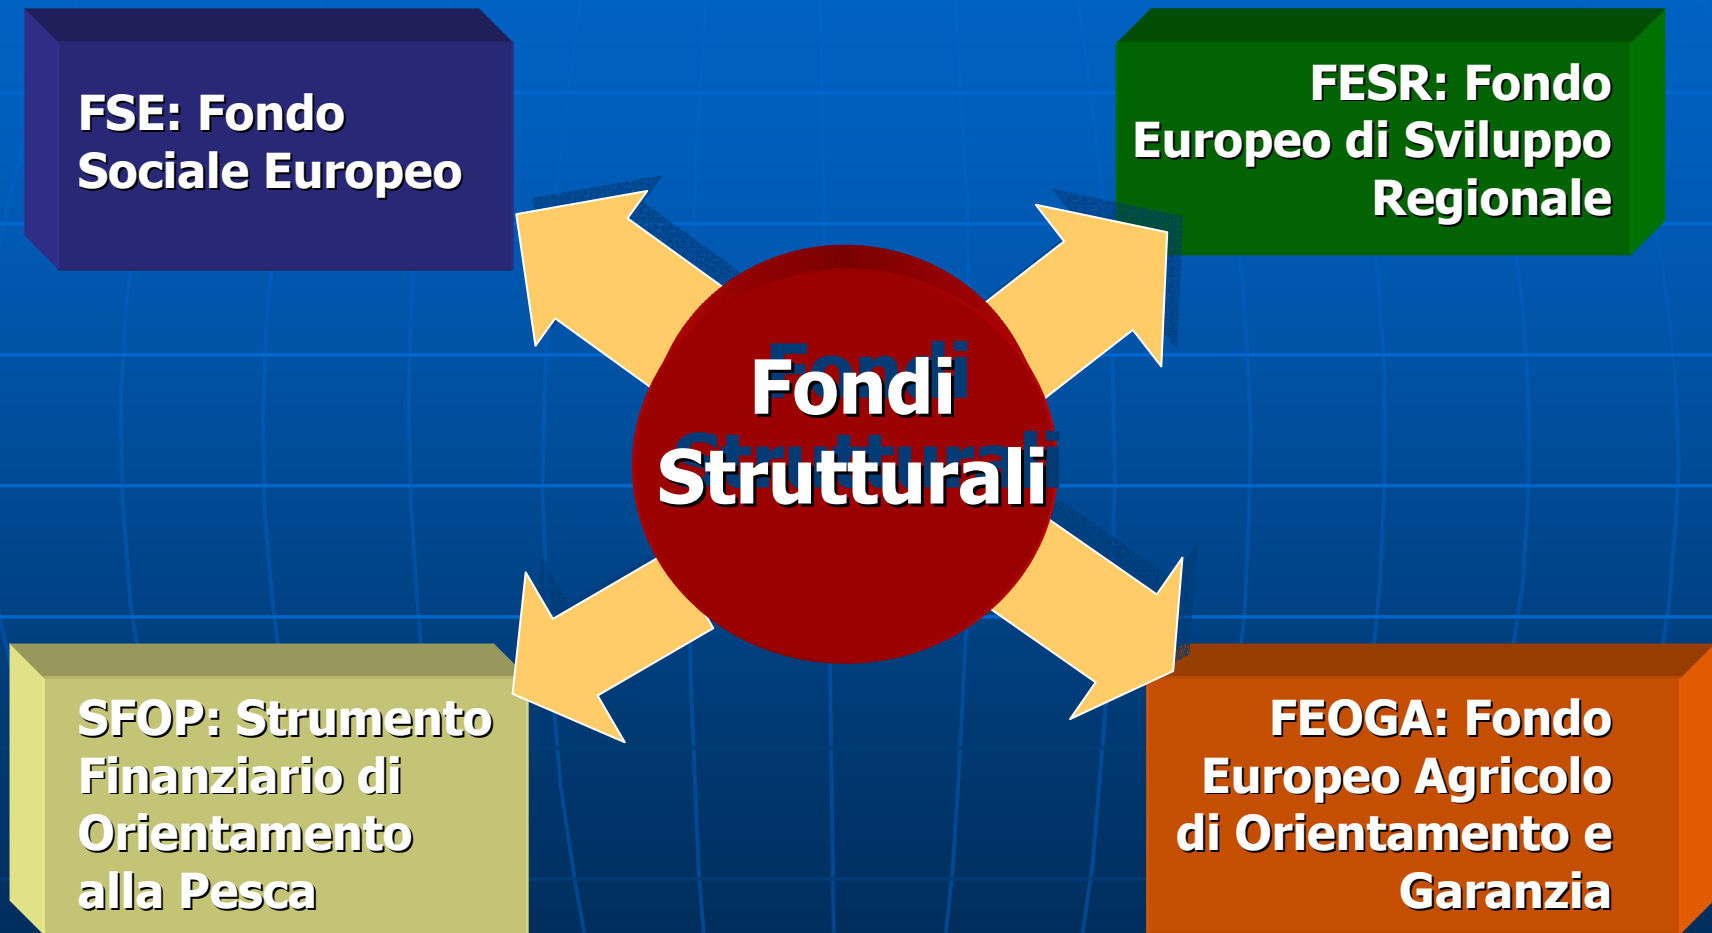 FSE: Fondo
Sociale Europeo
FESR: Fondo
Europeo di Sviluppo
Regionale
Fondi
Strutturali
SFOP: Strumento
Finanziario di
Orientamento
alla Pesca
FEOGA: Fondo
Europeo Agricolo
di Orientamento e
Garanzia